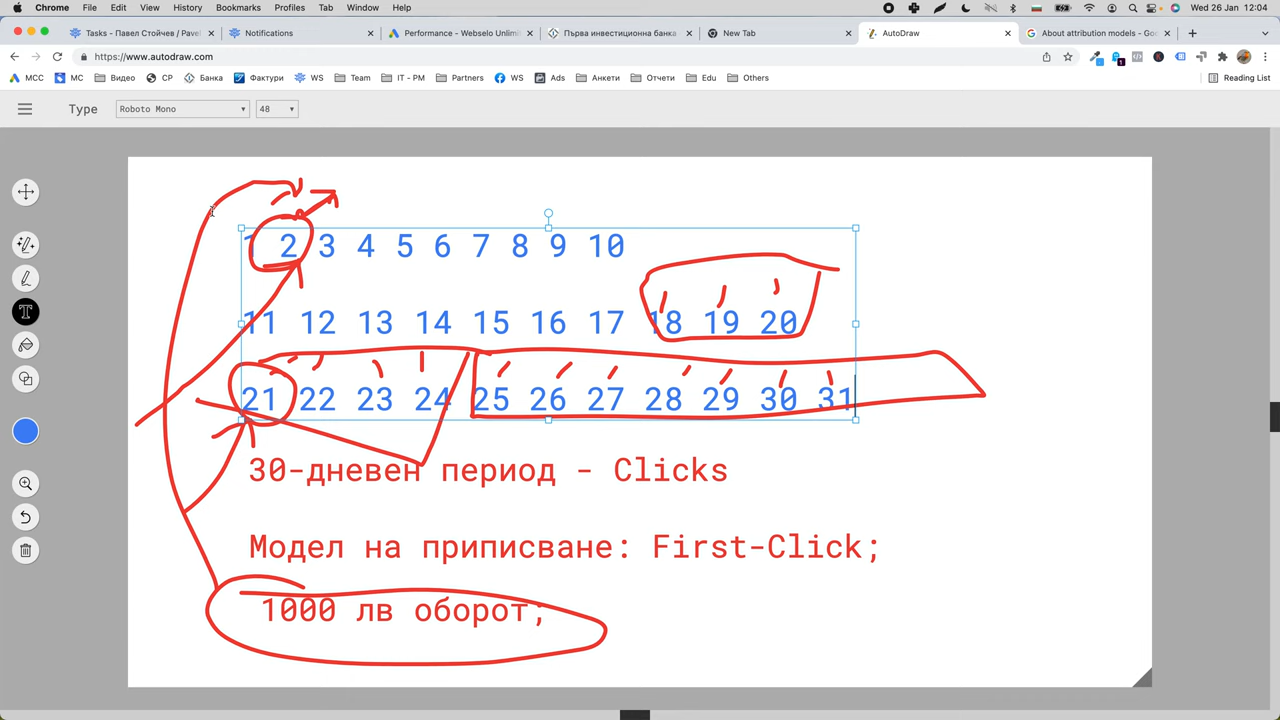 Chrome File Edit View History Bookmarks Profiles Tab Window Help Wed 26 Jan 12:04
Tasks - Павел Стойчев / Pavel Notifications Performance - Webselo Unlimi Първа инвестиционна банка New Tab AutoDraw About attribution models - Goo
https://www.autodraw.com
MCC MC Видео CP Банка Фактури WS Team IT - PM Partners WS Ads Анкети Отчети Edu Others Reading List
Type Roboto Mono 48
1 2 3 4 5 6 7 8 9 10
11 12 13 14 15 16 17 18 19 20
21 22 23 24 25 26 27 28 29 30 31
30-дневен период - Clicks
Модел на приписване: First-Click;
1000 лв оборот;